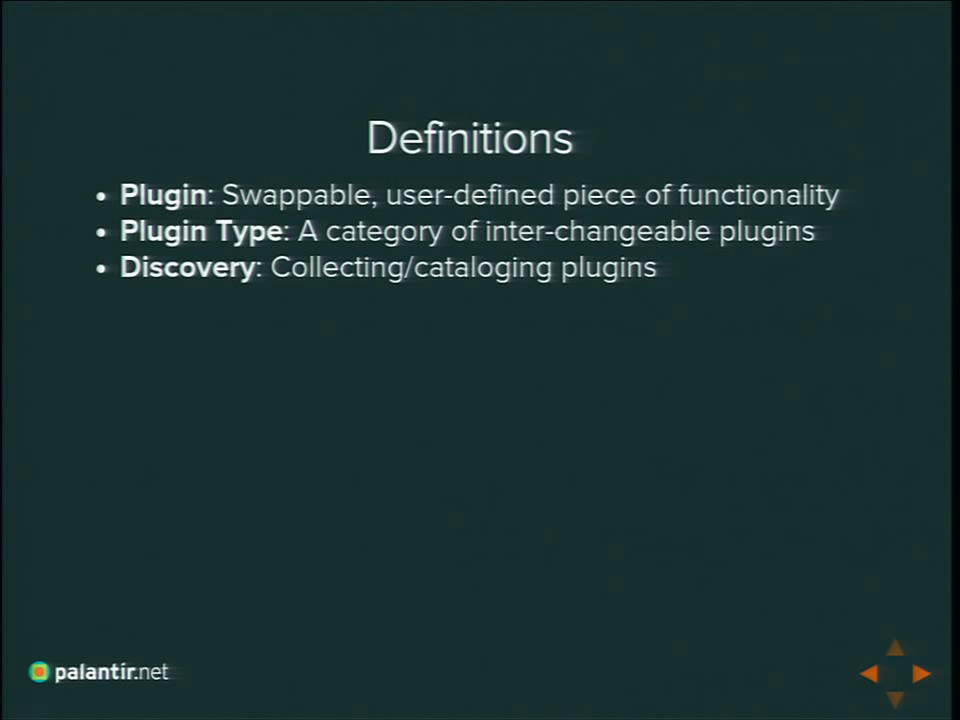 Definitions
• Plugin: Swappable, user-defined piece of functionality
• Plugin Type: A category of inter-changeable plugins
• Discovery: Collecting/cataloging plugins
palantír.net